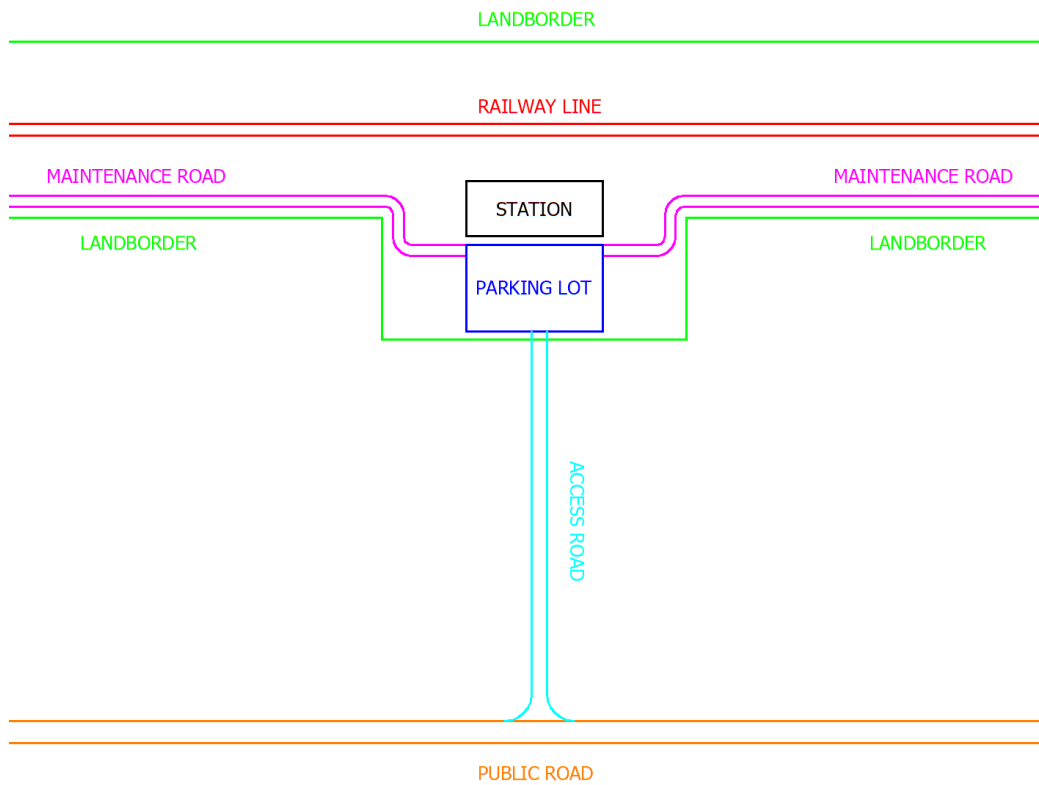 LANDBORDER
RAILWAY LINE
MAINTENANCE ROAD
MAINTENANCE ROAD
STATION
LANDBORDER
LANDBORDER
PARKING LOT
ACCESS ROAD
PUBLIC ROAD